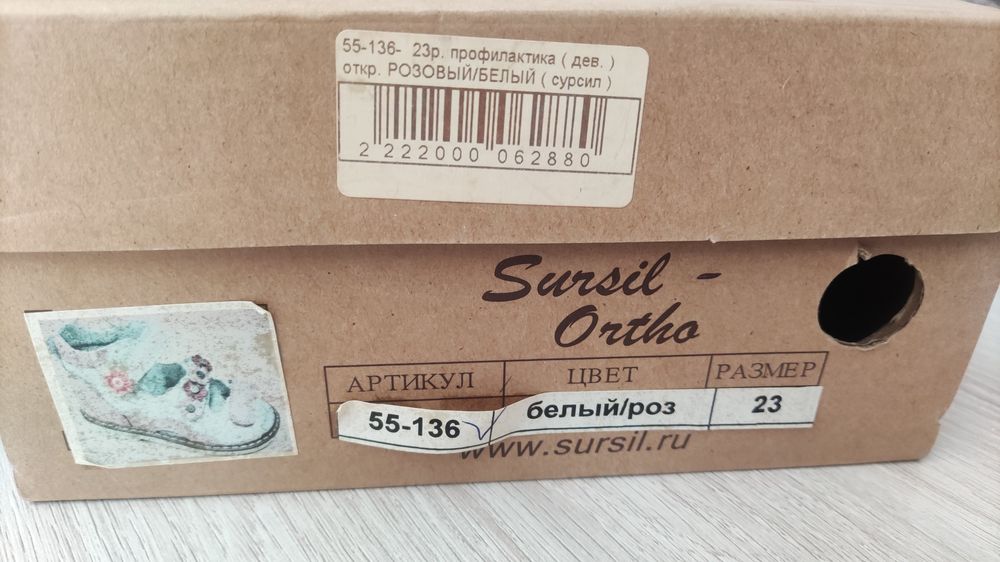 55-136- 23р. профилактика ( дев. )
откр. РОЗОВЫЙ/БЕЛЫЙ ( сурсил )
2 222000 062880
Sursil -
Ortho
АРТИКУЛ ЦВЕТ РАЗМЕР
55-136 белый/роз 23
www.sursil.ru